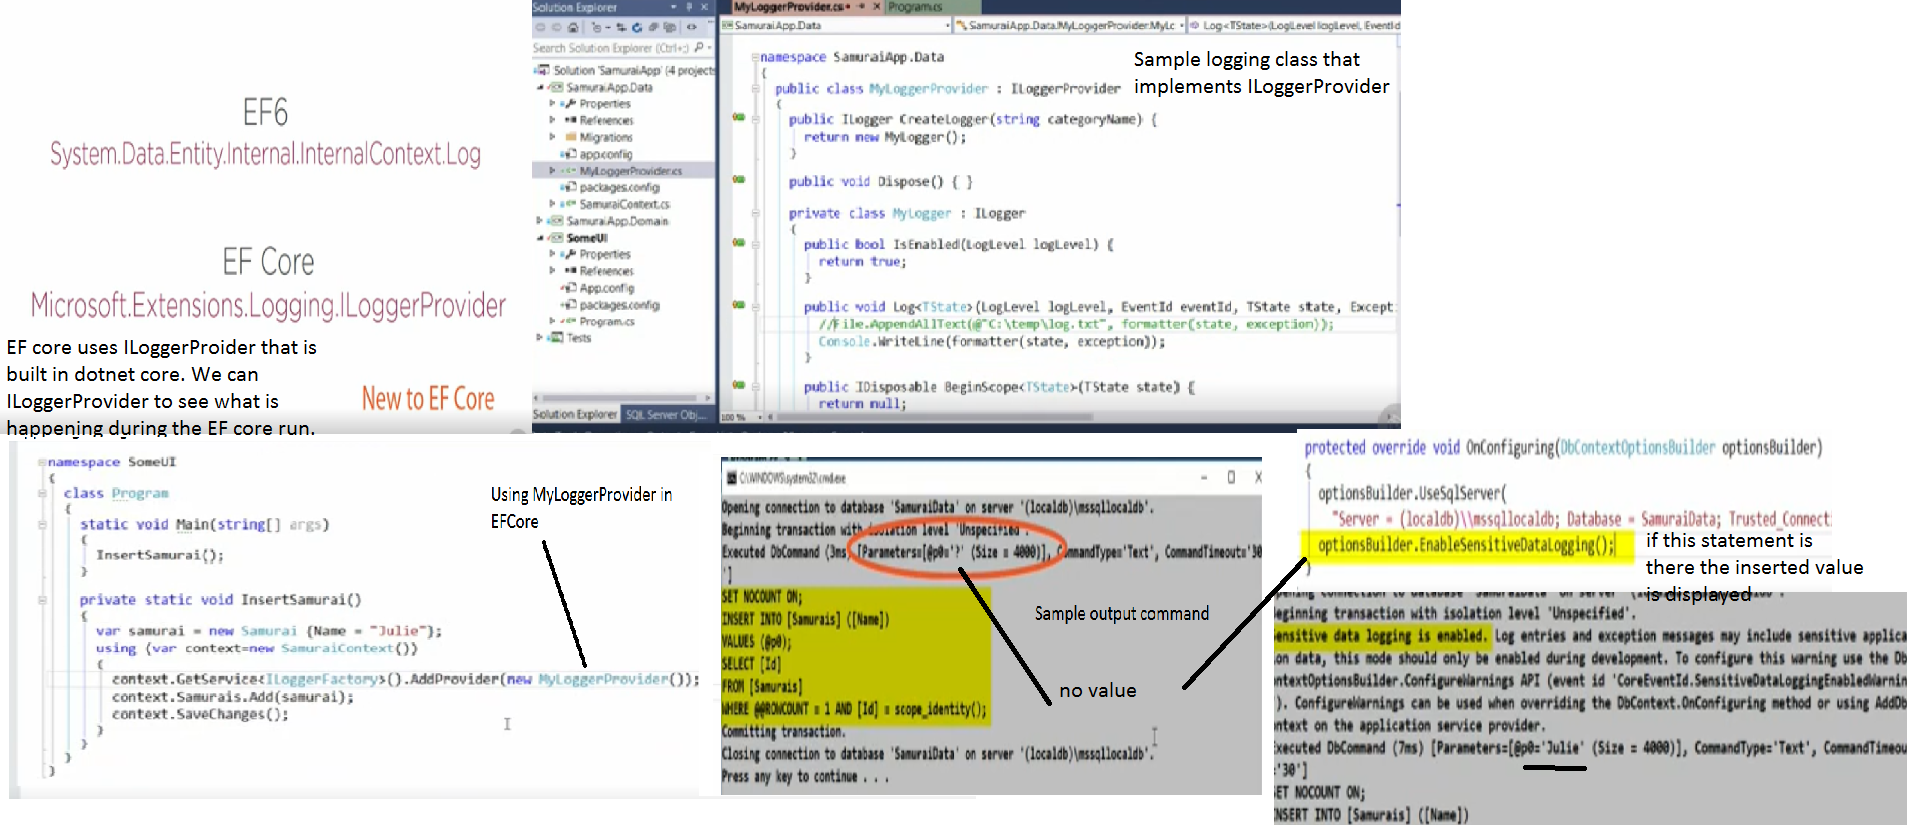 EF6
System.Data.Entity.Internal.InternalContext.Log
EF Core
Microsoft.Extensions.Logging.ILoggerProvider
EF core uses ILoggerProider that is
built in dotnet core. We can
ILoggerProvider to see what is
happening during the EF core run.
New to EF Core
Solution Explorer
Search Solution Explorer (Ctrl+;)
Solution 'SamuraiApp' (4 projects
SamuraiApp.Data
Properties
References
Migrations
app.config
MyLoggerProvider.cs
packages.config
SamuraiContext.cs
SamuraiApp.Domain
SomeUI
Properties
References
App.config
packages.config
Program.cs
Tests
Solution Explorer SQL Server Obj...
MyLoggerProvider.cs Program.cs
SamuraiApp.Data SamuraiApp.Data.MyLoggerProvider.MyLc Log<TState>(LogLevel logLevel, EventId
namespace SamuraiApp.Data
{
public class MyLoggerProvider : ILoggerProvider
{
public ILogger CreateLogger(string categoryName) {
return new MyLogger();
}
public void Dispose() { }
private class MyLogger : ILogger
{
public bool IsEnabled(LogLevel logLevel) {
return true;
}
public void Log<TState>(LogLevel logLevel, EventId eventId, TState state, Except
//File.AppendAllText(@"C:\temp\log.txt", formatter(state, exception));
Console.WriteLine(formatter(state, exception));
}
public IDisposable BeginScope<TState>(TState state) {
return null;
100 %
Sample logging class that
implements ILoggerProvider
namespace SomeUI
{
class Program
{
static void Main(string[] args)
{
InsertSamurai();
}
private static void InsertSamurai()
{
var samurai = new Samurai {Name = "Julie"};
using (var context=new SamuraiContext())
{
context.GetService<ILoggerFactory>().AddProvider(new MyLoggerProvider());
context.Samurais.Add(samurai);
context.SaveChanges();
}
}
}
}
Using MyLoggerProvider in
EFCore
C:\WINDOWS\system32\cmd.exe
Opening connection to database 'SamuraiData' on server '(localdb)\mssqllocaldb'.
Beginning transaction with isolation level 'Unspecified'.
Executed DbCommand (3ms) [Parameters=[@p0='?' (Size = 4000)], CommandType='Text', CommandTimeout='30
']
SET NOCOUNT ON;
INSERT INTO [Samurais] ([Name])
VALUES (@p0);
SELECT [Id]
FROM [Samurais]
WHERE @@ROWCOUNT = 1 AND [Id] = scope_identity();
Committing transaction.
Closing connection to database 'SamuraiData' on server '(localdb)\mssqllocaldb'.
Press any key to continue . . .
Sample output command
no value
protected override void OnConfiguring(DbContextOptionsBuilder optionsBuilder)
{
optionsBuilder.UseSqlServer(
"Server = (localdb)\\mssqllocaldb; Database = SamuraiData; Trusted_Connecti
optionsBuilder.EnableSensitiveDataLogging();
}
if this statement is
there the inserted value
is displayed
pening connection to database 'SamuraiData' on server
eginning transaction with isolation level 'Unspecified'.
ensitive data logging is enabled. Log entries and exception messages may include sensitive applica
on data, this mode should only be enabled during development. To configure this warning use the Db
ntextOptionsBuilder.ConfigureWarnings API (event id 'CoreEventId.SensitiveDataLoggingEnabledWarnin
'). ConfigureWarnings can be used when overriding the DbContext.OnConfiguring method or using AddDb
ontext on the application service provider.
xecuted DbCommand (7ms) [Parameters=[@p0='Julie' (Size = 4000)], CommandType='Text', CommandTimeou
='30']
SET NOCOUNT ON;
INSERT INTO [Samurais] ([Name])